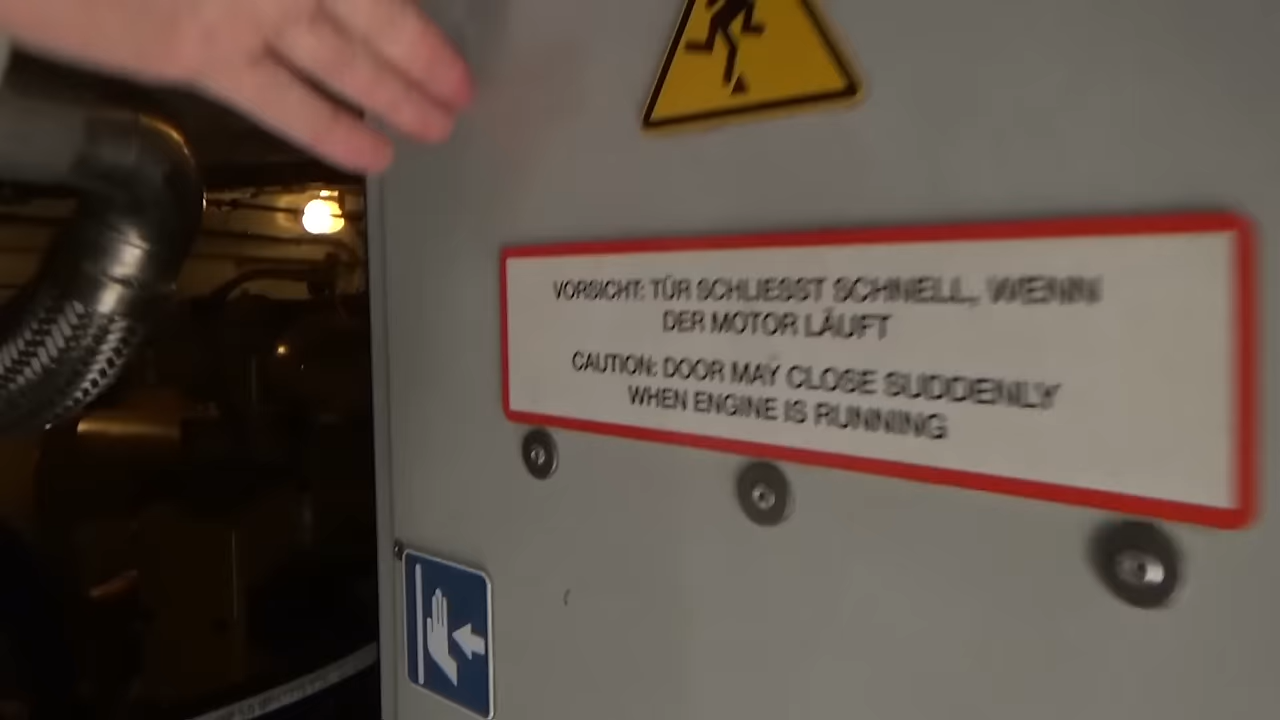 VORSICHT: TÜR SCHLIESST SCHNELL, WENN
DER MOTOR LÄUFT
CAUTION: DOOR MAY CLOSE SUDDENLY
WHEN ENGINE IS RUNNING